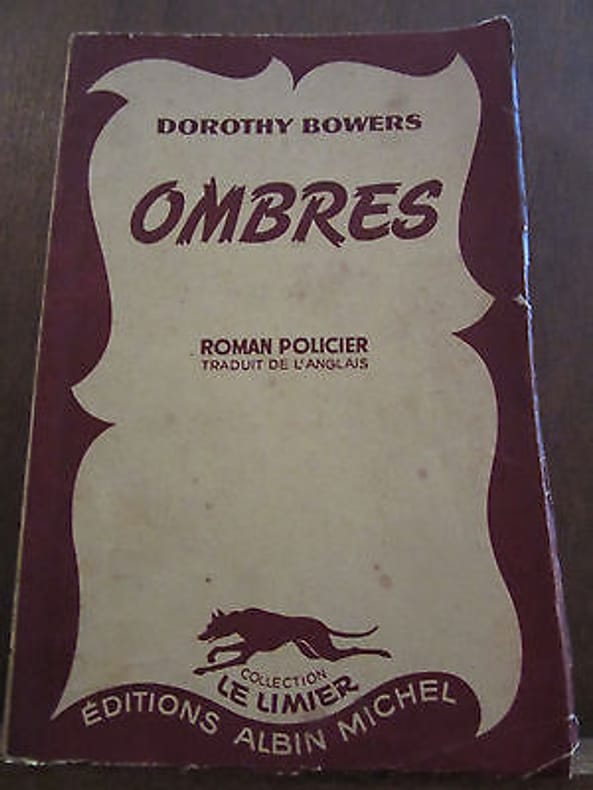 DOROTHY BOWERS
OMBRES
ROMAN POLICIER
TRADUIT DE L'ANGLAIS
COLLECTION
LE LIMIER
ÉDITIONS ALBIN MICHEL